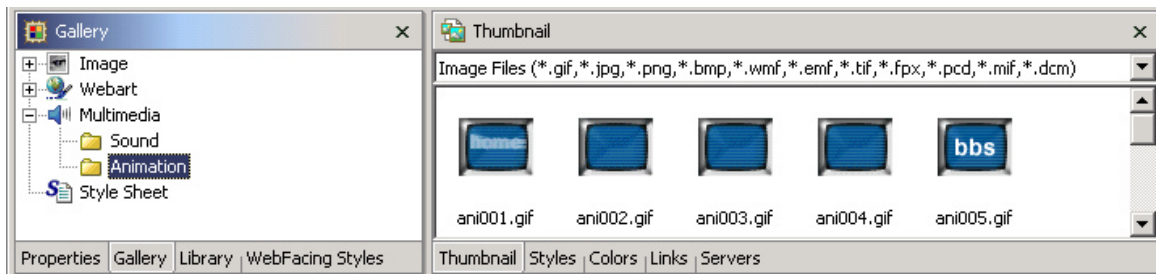 Gallery
Image
Webart
Multimedia
Sound
Animation
Style Sheet
Properties Gallery Library WebFacing Styles
Thumbnail
Image Files (*.gif,*.jpg,*.png,*.bmp,*.wmf,*.emf,*.tif,*.fpx,*.pcd,*.mif,*.dcm)
home
bbs
ani001.gif ani002.gif ani003.gif ani004.gif ani005.gif
Thumbnail Styles Colors Links Servers